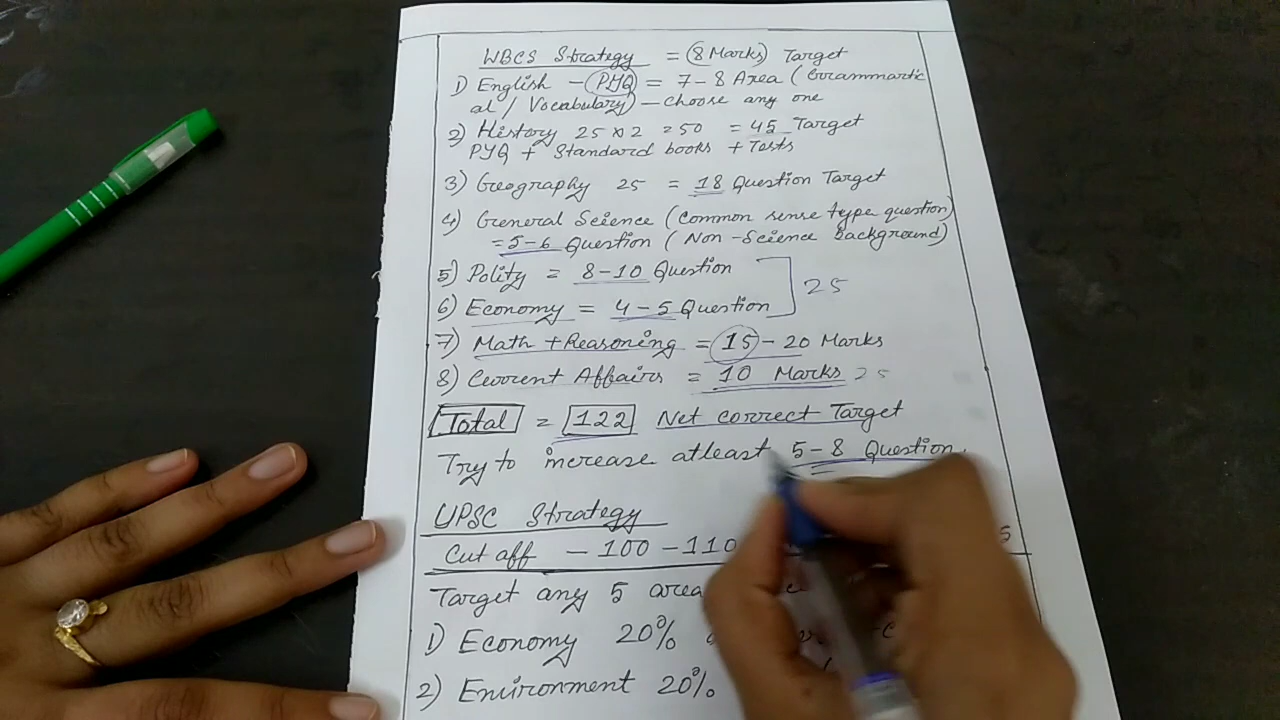 WBCS Strategy = (8 Marks) Target
1) English - PYQ = 7-8 Area (Grammartic
al / Vocabulary) - choose any one
2) History 25 x 2 = 50 = 45 Target
PYQ + Standard books + Tests
3) Geography 25 = 18 Question Target
4) General Science (Common sense type question)
= 5-6 Question (Non-Science background)
5) Polity = 8-10 Question
6) Economy = 4-5 Question ] 25
7) Math + Reasoning = 15 - 20 Marks
8) Current Affairs = 10 Marks 25
Total = 122 Net correct Target
Try to increase atleast 5-8 Question.
UPSC Strategy
Cut off - 100 - 110 5
Target any 5 area
1) Economy 20%
2) Environment 20%